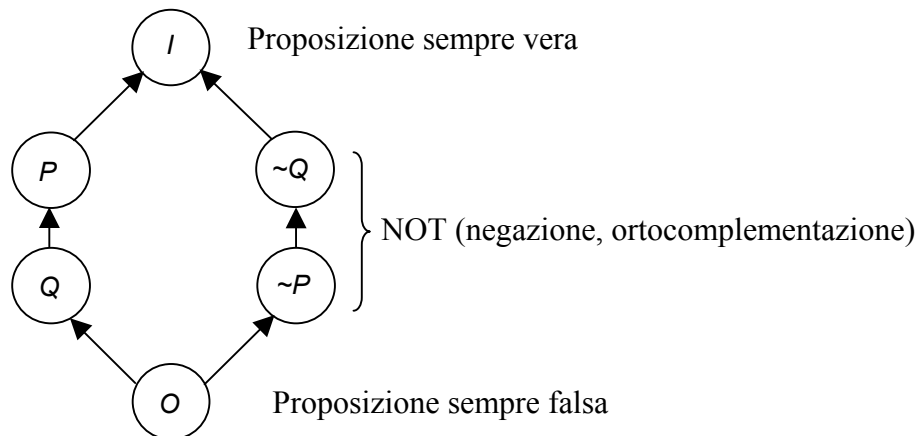 I Proposizione sempre vera
P ~Q
NOT (negazione, ortocomplementazione)
Q ~P
O Proposizione sempre falsa